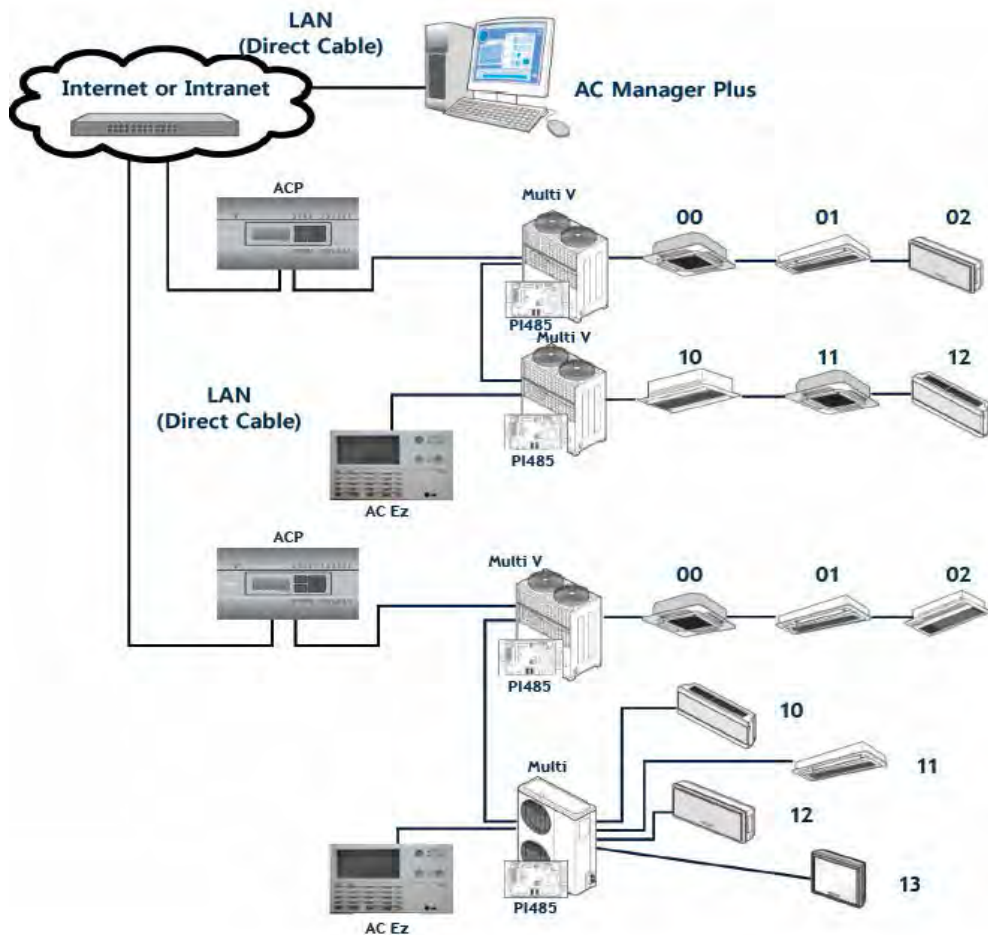 LAN
(Direct Cable)
Internet or Intranet
AC Manager Plus
ACP
Multi V
00
01
02
PI485
Multi V
10
11
12
LAN
(Direct Cable)
PI485
AC Ez
ACP
Multi V
00
01
02
PI485
10
Multi
11
12
13
PI485
AC Ez